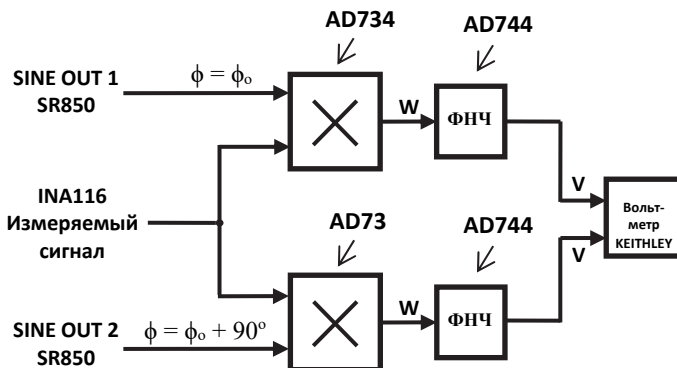 AD734
AD744
SINE OUT 1
SR850
ϕ = ϕₒ
W
ФНЧ
V
INA116
Измеряемый
сигнал
Вольт-
метр
KEITHLEY
AD73
AD744
V
W
ФНЧ
SINE OUT 2
SR850
ϕ = ϕₒ + 90º